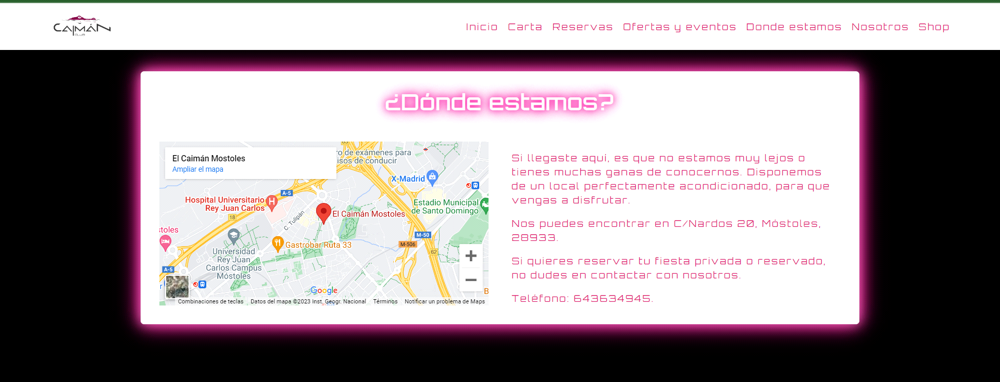 CAIMÁN
CLUB
Inicio Carta Reservas Ofertas y eventos Donde estamos Nosotros Shop
¿Dónde estamos?
El Caimán Mostoles
Ampliar el mapa
ro de exámenes para
isos de conducir
63
X-Madrid
A-5
Hospital Universitario
Rey Juan Carlos
Estadio Municipal
de Santo Domingo
El Caimán Mostoles
18
C. Tulipán
stoles
M-50
M-506
Gastrobar Ruta 33
62
Universidad
Rey Juan
Carlos Campus
Móstoles
A-5
r
Google
B
Combinaciones de teclas Datos del mapa ©2023 Inst. Geogr. Nacional Términos Notificar un problema de Maps
Si llegaste aquí, es que no estamos muy lejos o
tienes muchas ganas de conocernos. Disponemos
de un local perfectamente acondicionado, para que
vengas a disfrutar.
Nos puedes encontrar en C/Nardos 20, Móstoles,
28933.
Si quieres reservar tu fiesta privada o reservado,
no dudes en contactar con nosotros.
Teléfono: 643634945.